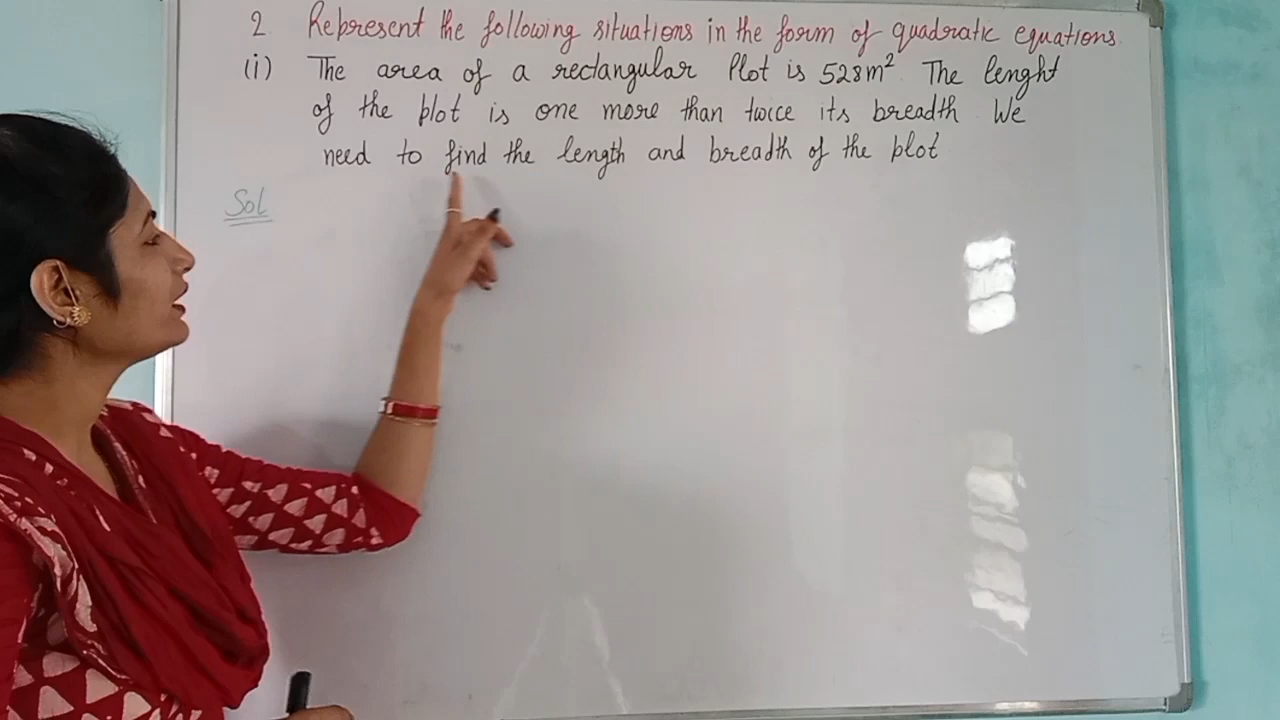 2 Represent the following situations in the form of quadratic equations.
(i) The area of a rectangular Plot is 528m². The lenght
of the plot is one more than twice its breadth We
need to find the length and breadth of the plot
Sol